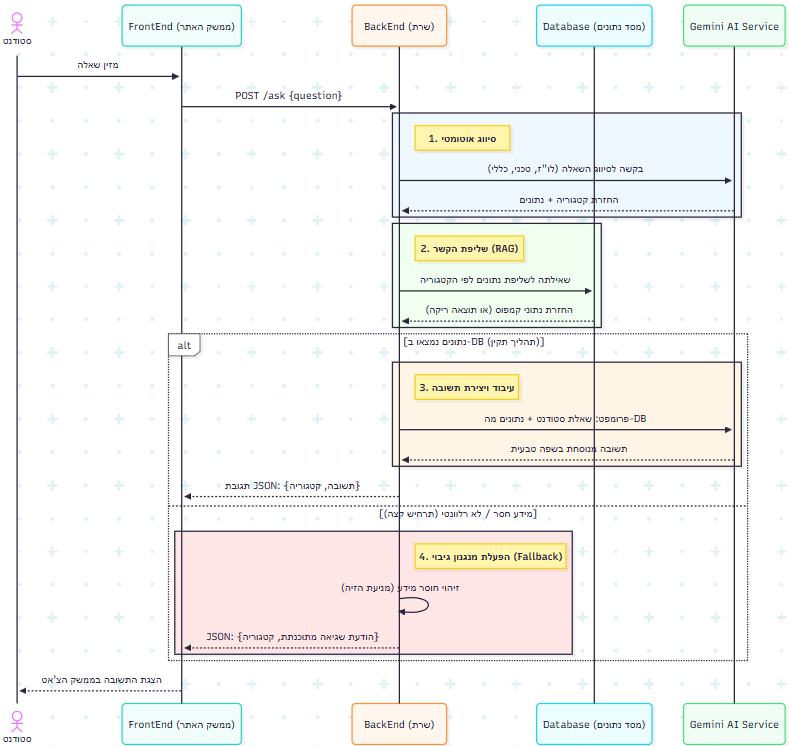 סטודנט
FrontEnd (ממשק האתר)
BackEnd (שרת)
Database (מסד נתונים)
Gemini AI Service
מזין שאלה
POST /ask {question}
1. סיווג אוטומטי
בקשה לסיווג השאלה (לו"ז, טכני, כללי)
החזרת קטגוריה + נתונים
2. שליפת הקשר (RAG)
שאילתה לשליפת נתונים לפי הקטגוריה
החזרת נתוני קמפוס (או תוצאה ריקה)
alt
[נתונים נמצאו ב-DB (תהליך תקין)]
3. עיבוד ויצירת תשובה
פרומפט: שאלת סטודנט + נתונים מה-DB
תשובה מנוסחת בשפה טבעית
תגובת JSON: {תשובה, קטגוריה}
[מידע חסר / לא רלוונטי (תרחיש קצה)]
4. הפעלת מנגנון גיבוי (Fallback)
זיהוי חוסר מידע (מניעת הזיה)
JSON: {הודעת שגיאה מתוכנתת, קטגוריה}
הצגת התשובה בממשק הצ'אט
סטודנט
FrontEnd (ממשק האתר)
BackEnd (שרת)
Database (מסד נתונים)
Gemini AI Service